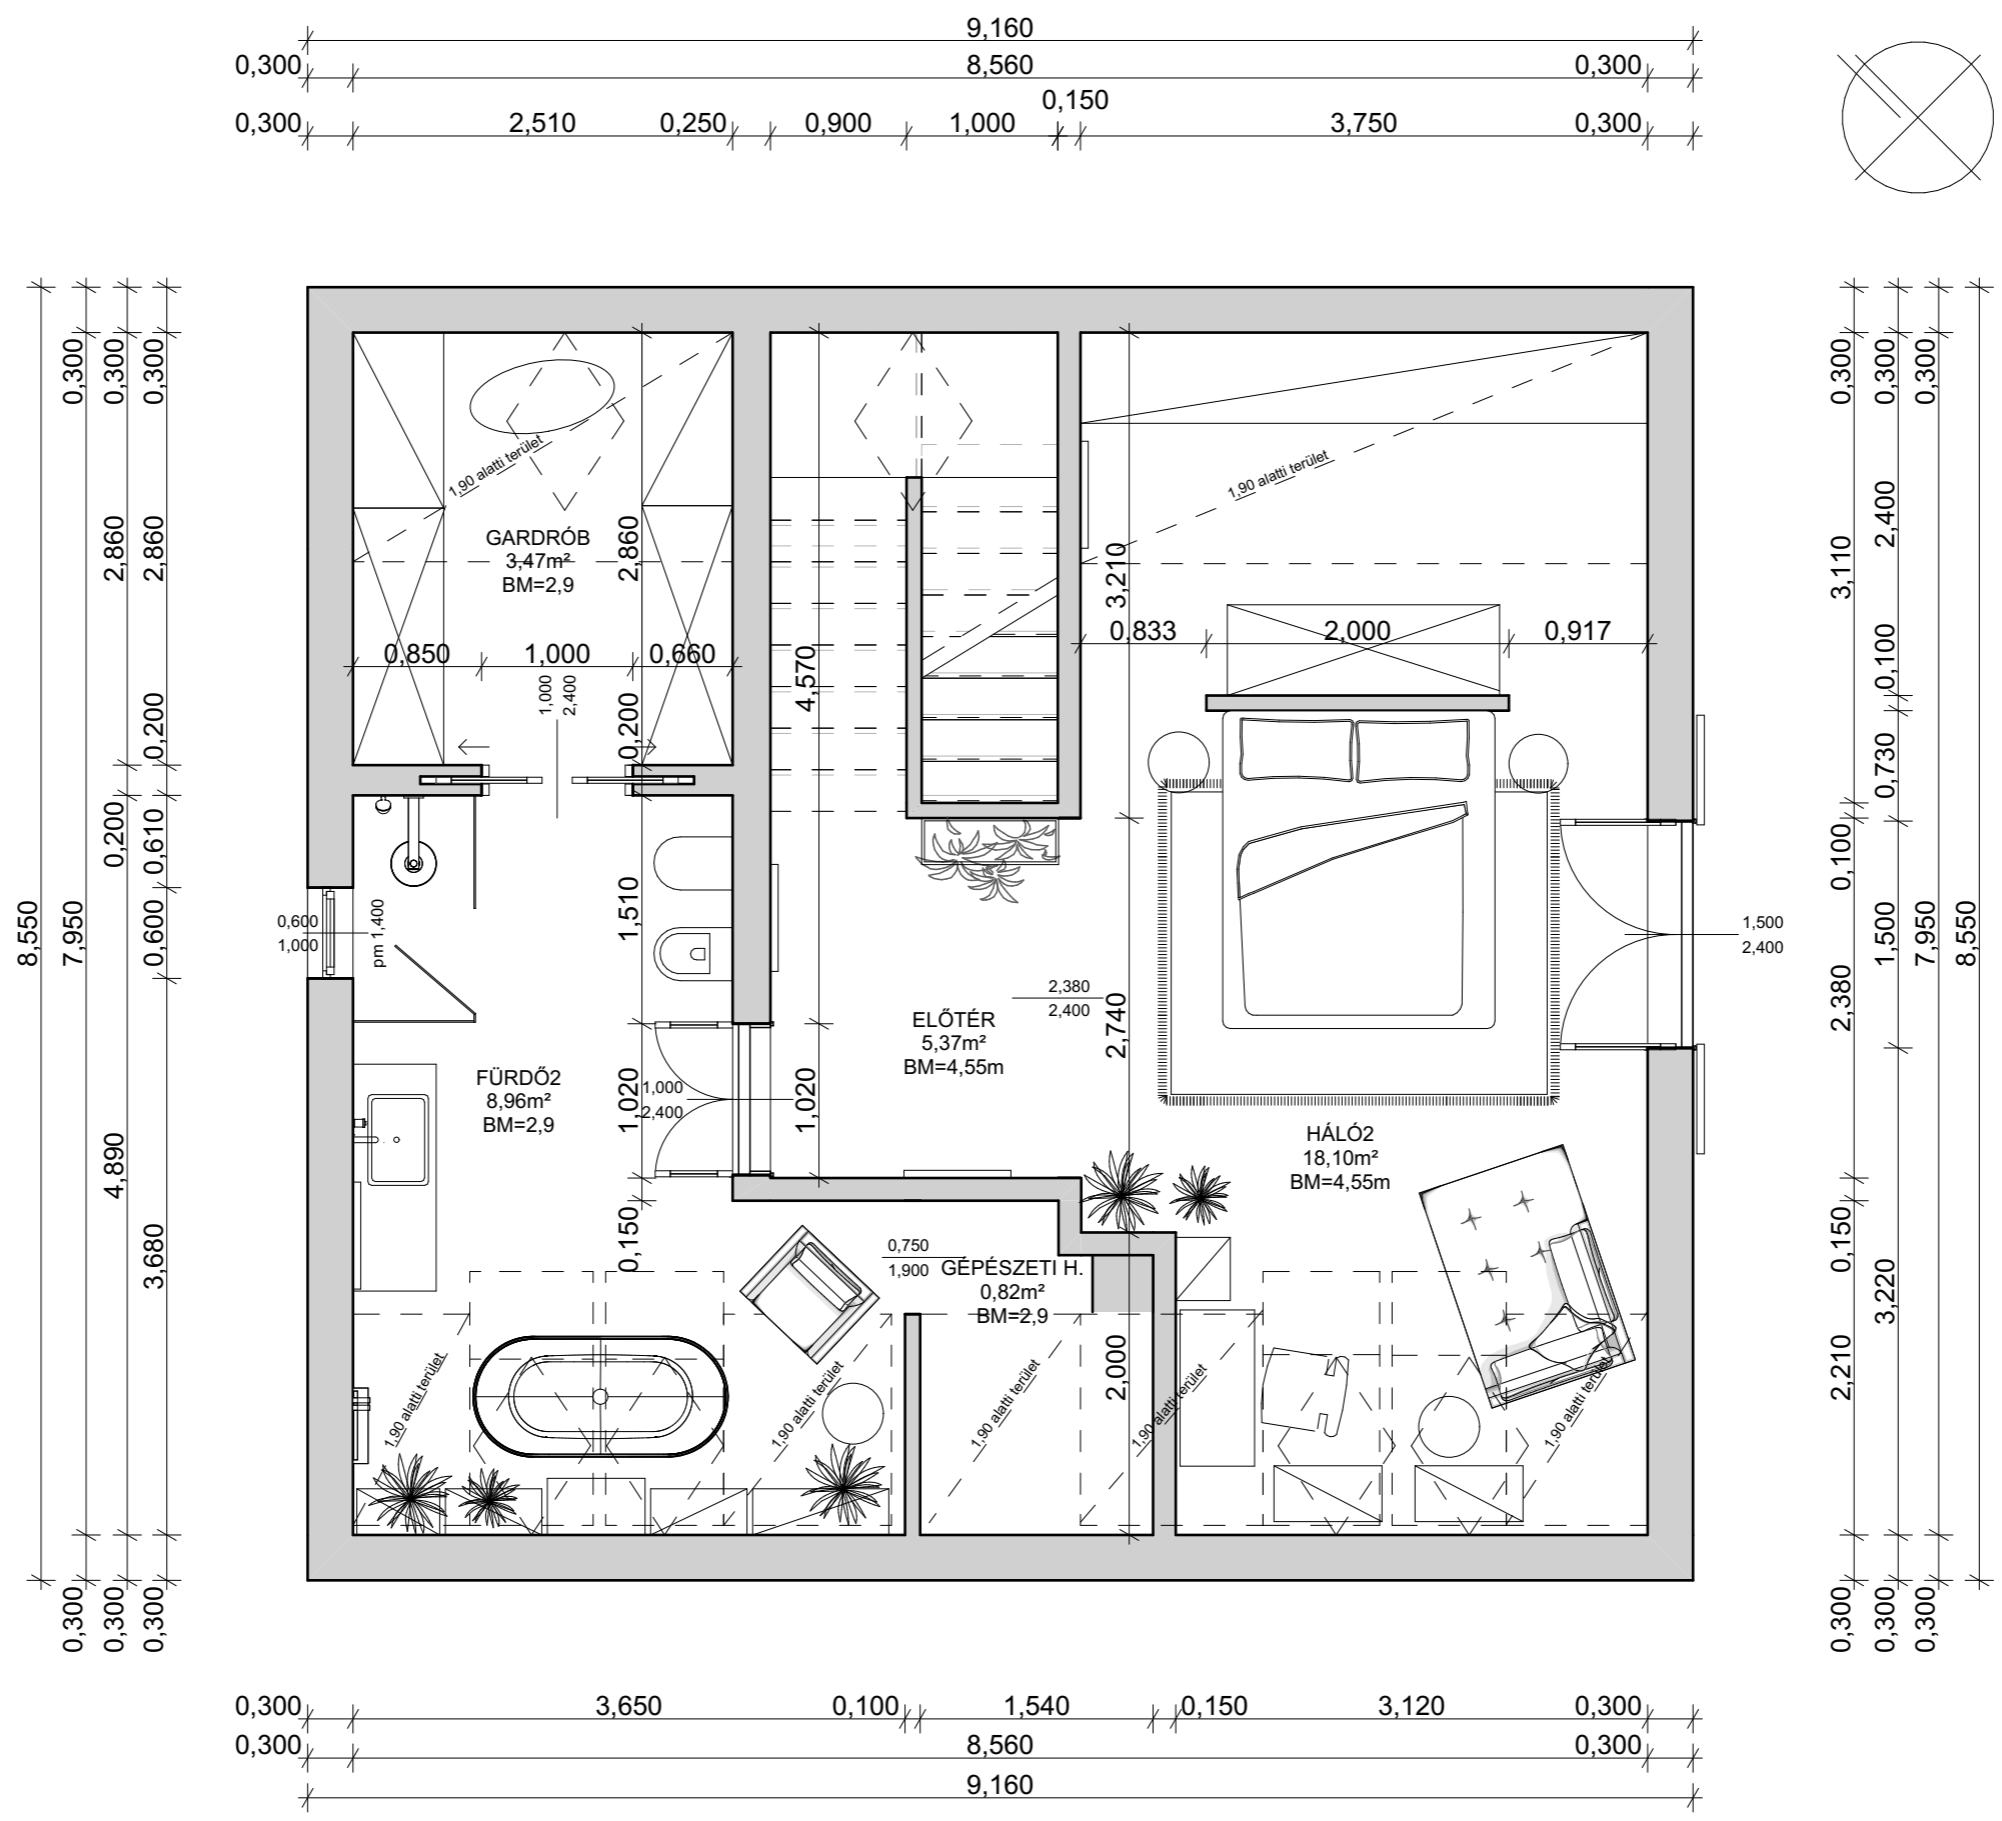 9,160
0,300 8,560 0,300
0,150
0,300 2,510 0,250 0,900 1,000 3,750 0,300
0,300 0,300 0,300
0,300 0,300 0,300
1,90 alatti terület
1,90 alatti terület
GARDRÓB
3,47m²
BM=2,9
2,860 2,860 2,860
3,210
3,110
2,400
0,850 1,000 0,660
0,833 2,000 0,917
4,570
1,000
2,400
0,200
0,200
0,100
0,730
0,200 0,610
0,100
8,550 7,950 0,600
0,600
1,000
pm 1,400
1,510
1,500
2,400
1,500 7,950 8,550
2,380
2,380
2,400
2,740
ELŐTÉR
5,37m²
BM=4,55m
FÜRDŐ2
8,96m²
BM=2,9
1,020
1,000
2,400
1,020
HÁLÓ2
18,10m²
BM=4,55m
4,890
3,680
0,150
0,150
3,220
0,750
1,900
GÉPÉSZETI H.
0,82m²
BM=2,9
2,000
2,210
1,90 alatti terület
1,90 alatti terület
1,90 alatti terület
1,90 alatti terület
1,90 alatti terület
0,300 0,300 0,300
0,300 0,300 0,300
0,300 3,650 0,100 1,540 0,150 3,120 0,300
0,300 8,560 0,300
9,160